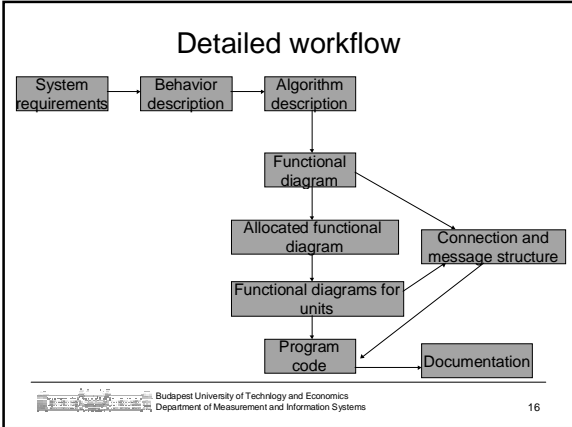 Detailed workflow
System
requirements
Behavior
description
Algorithm
description
Functional
diagram
Allocated functional
diagram
Connection and
message structure
Functional diagrams for
units
Program
code
Documentation
Budapest University of Technlogy and Economics
Department of Measurement and Information Systems
16